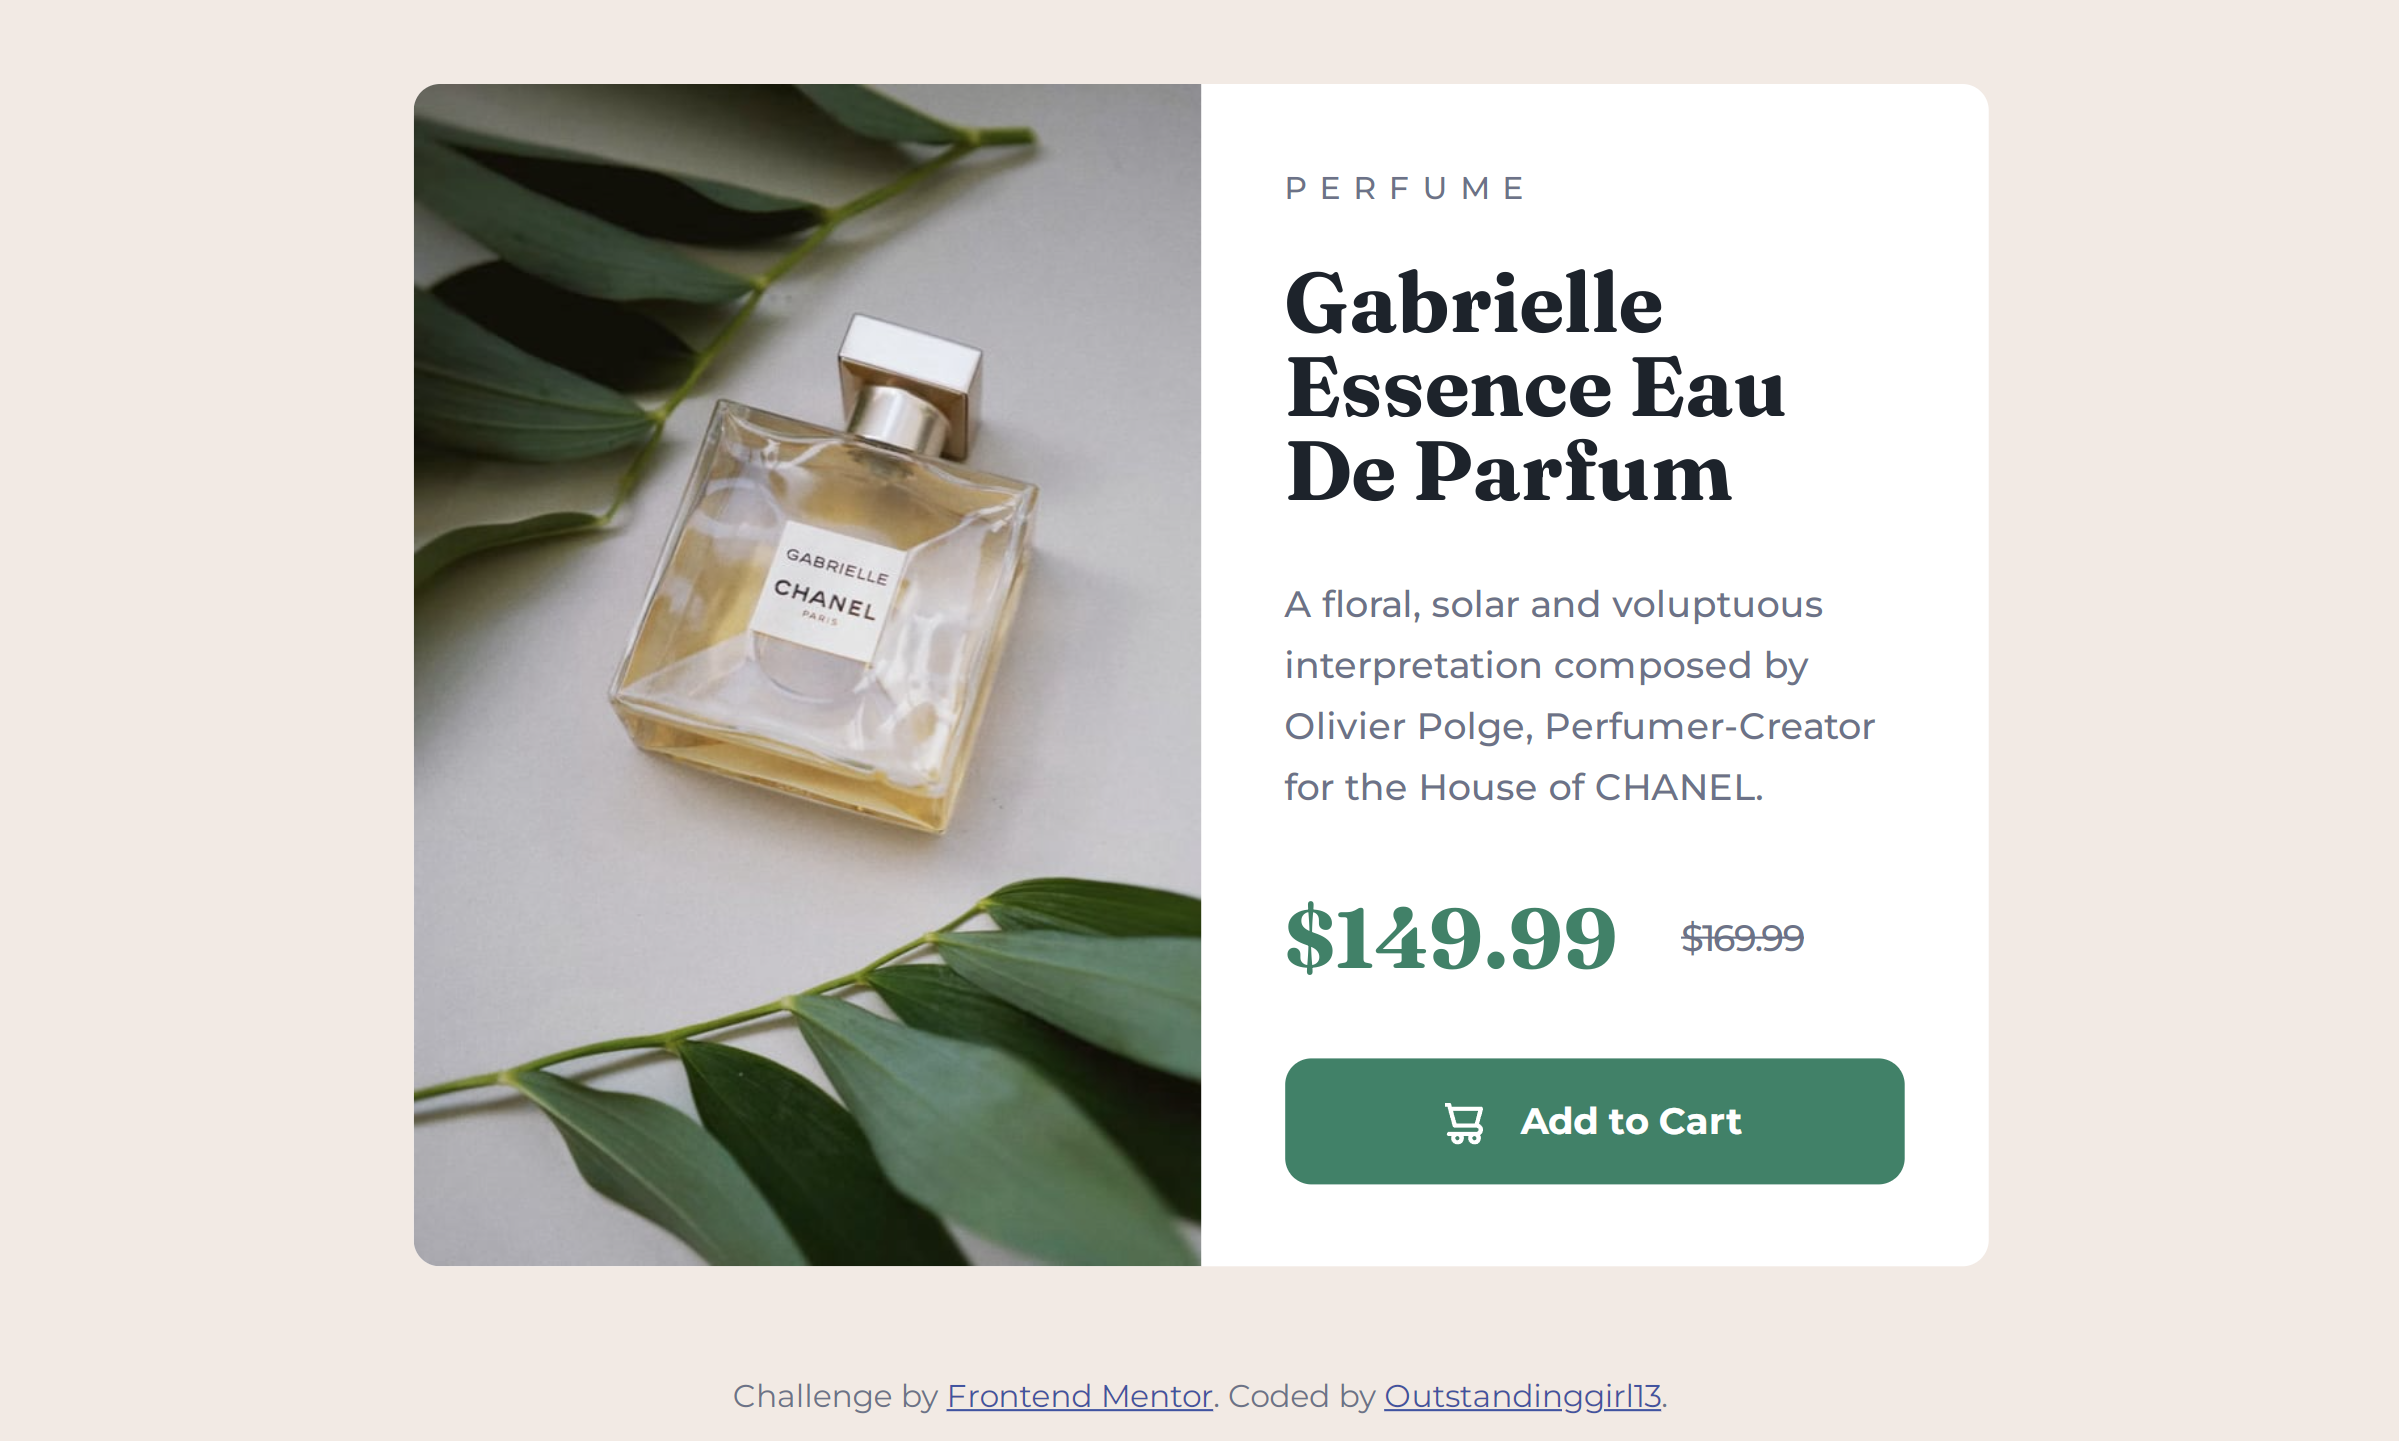 GABRIELLE
CHANEL
PARIS
PERFUME
Gabrielle
Essence Eau
De Parfum
A floral, solar and voluptuous
interpretation composed by
Olivier Polge, Perfumer-Creator
for the House of CHANEL.
$149.99 $169.99
Add to Cart
Challenge by Frontend Mentor. Coded by Outstandinggirl13.